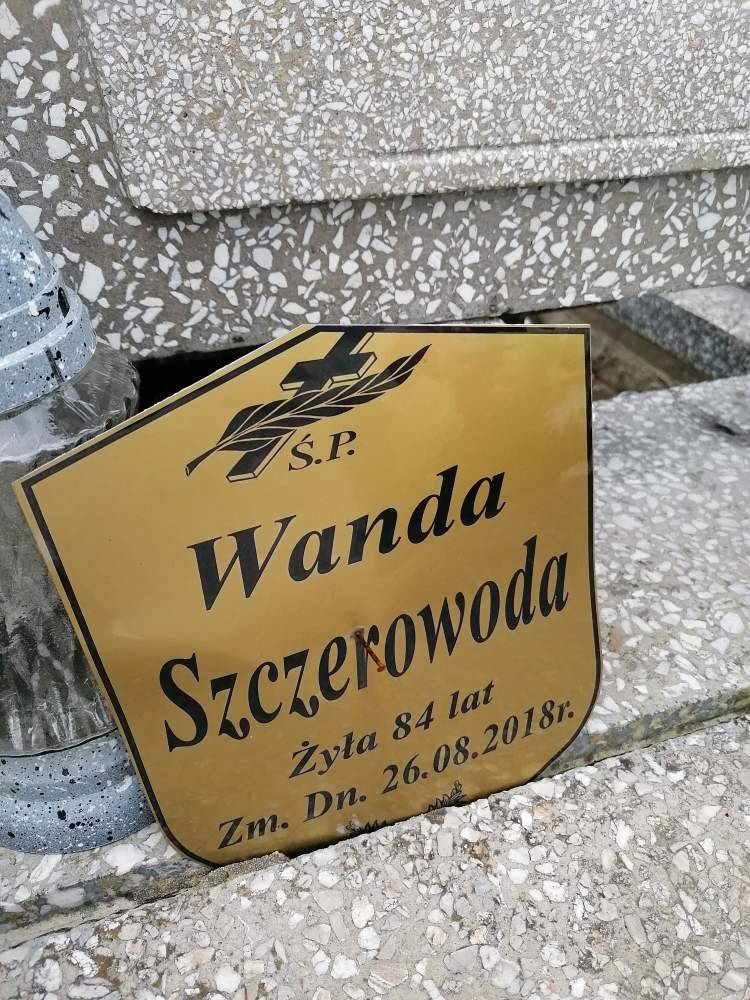 Ś.P.
Wanda
Szczerowoda
Żyła 84 lat
Zm. Dn. 26.08.2018r.